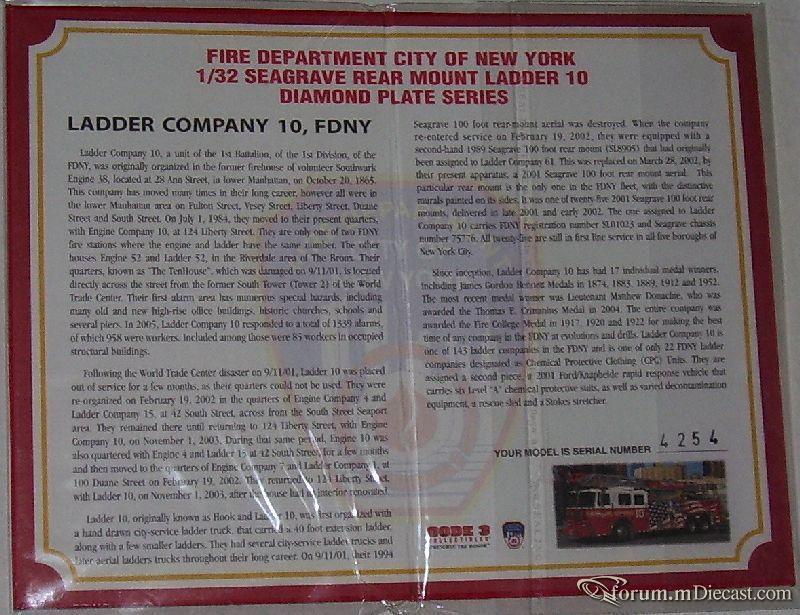 FIRE DEPARTMENT CITY OF NEW YORK
1/32 SEAGRAVE REAR MOUNT LADDER 10
DIAMOND PLATE SERIES
LADDER COMPANY 10, FDNY
Ladder Company 10, a unit of the 1st Battalion, of the 1st Division, of the
FDNY, was originally organized in the former firehouse of volunteer Southwark
Engine 38, located at 28 Ann Street, in lower Manhattan, on October 20, 1865.
This company has moved many times in their long career, however all were in
the lower Manhattan area on Fulton Street, Vesey Street, Liberty Street, Duane
Street and South Street. On July 1, 1984, they moved to their present quarters,
with Engine Company 10, at 124 Liberty Street. They are only one of two FDNY
fire stations where the engine and ladder have the same number. The other
houses Engine 52 and Ladder 52, in the Riverdale area of The Bronx. Their
quarters, known as "The TenHouse", which was damaged on 9/11/01, is located
directly across the street from the former South Tower (Tower 2) of the World
Trade Center. Their first alarm area has numerous special hazards, including
many old and new high-rise office buildings, historic churches, schools and
several piers. In 2005, Ladder Company 10 responded to a total of 1339 alarms,
of which 958 were workers. Included among those were 85 workers in occupied
structural buildings.
Following the World Trade Center disaster on 9/11/01, Ladder 10 was placed
out of service for a few months, as their quarters could not be used. They were
re-organized on February 19, 2002 in the quarters of Engine Company 4 and
Ladder Company 15, at 42 South Street, across from the South Street Seaport
area. They remained there until returning to 124 Liberty Street, with Engine
Company 10, on November 1, 2003. During that same period, Engine 10 was
also quartered with Engine 4 and Ladder 15 at 42 South Street, for a few months
and then moved to the quarters of Engine Company 7 and Ladder Company 1, at
100 Duane Street on February 19, 2002. They returned to 124 Liberty Street,
with Ladder 10, on November 1, 2003, after the house had its interior renovated.
Ladder 10, originally known as Hook and Ladder 10, was first organized with
a hand drawn city-service ladder truck, that carried a 40 foot extension ladder,
along with a few smaller ladders. They had several city-service ladder trucks and
later aerial ladders trucks throughout their long career. On 9/11/01, their 1994
Seagrave 100 foot rear-mount aerial was destroyed. When the company
re-entered service on February 19, 2002, they were equipped with a
second-hand 1989 Seagrave 100 foot rear mount (SL8905) that had originally
been assigned to Ladder Company 61. This was replaced on March 28, 2002, by
their present apparatus, a 2001 Seagrave 100 foot rear mount aerial. This
particular rear mount is the only one in the FDNY fleet, with the distinctive
murals painted on its sides. It was one of twenty-five 2001 Seagrave 100 foot rear
mounts, delivered in late 2001 and early 2002. The one assigned to Ladder
Company 10 carries FDNY registration number SL01023 and Seagrave chassis
number 75776. All twenty-five are still in first line service in all five boroughs of
New York City.
Since inception, Ladder Company 10 has had 17 individual medal winners,
including James Gordon Bennett Medals in 1874, 1883, 1889, 1912 and 1952.
The most recent medal winner was Lieutenant Matthew Donachie, who was
awarded the Thomas E. Crimmins Medal in 2004. The entire company was
awarded the Fire College Medal in 1917, 1920 and 1922 for making the best
time of any company in the FDNY at evolutions and drills. Ladder Company 10 is
one of 143 ladder companies in the FDNY and is one of only 22 FDNY ladder
companies designated as Chemical Protective Clothing (CPC) Units. They are
assigned a second piece, a 2001 Ford/Knapheide rapid response vehicle that
carries six Level "A" chemical protective suits, as well as varied decontamination
equipment, a rescue sled and a Stokes stretcher.
YOUR MODEL IS SERIAL NUMBER 4254
CODE 3
COLLECTIBLES
forum.mDiecast.com